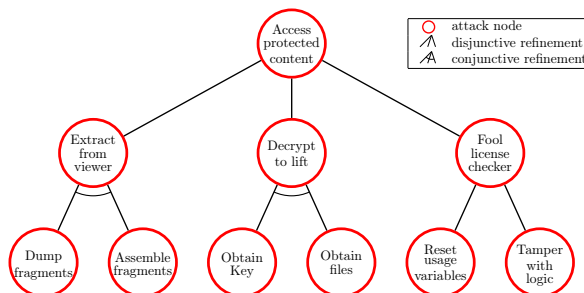 Access
protected
content
attack node
disjunctive refinement
conjunctive refinement
Extract
from
viewer
Decrypt
to lift
Fool
license
checker
Dump
fragments
Assemble
fragments
Obtain
Key
Obtain
files
Reset
usage
variables
Tamper
with
logic